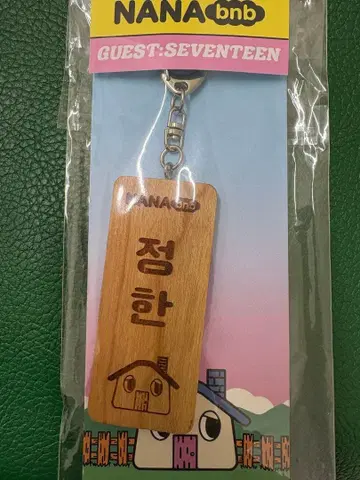 NANA bnb
GUEST:SEVENTEEN
NANA bnb
정
한